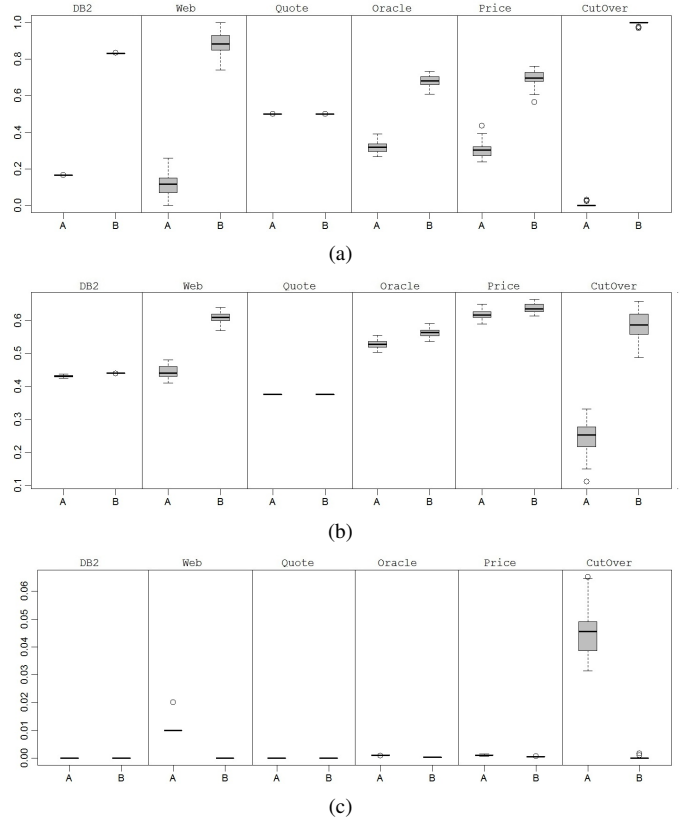 DB2 Web Quote Oracle Price CutOver
1.0
0.8
0.6
0.4
0.2
0.0
A B A B A B A B A B A B
(a)
DB2 Web Quote Oracle Price CutOver
0.6
0.5
0.4
0.3
0.2
0.1
A B A B A B A B A B A B
(b)
DB2 Web Quote Oracle Price CutOver
0.06
0.05
0.04
0.03
0.02
0.01
0.00
A B A B A B A B A B A B
(c)